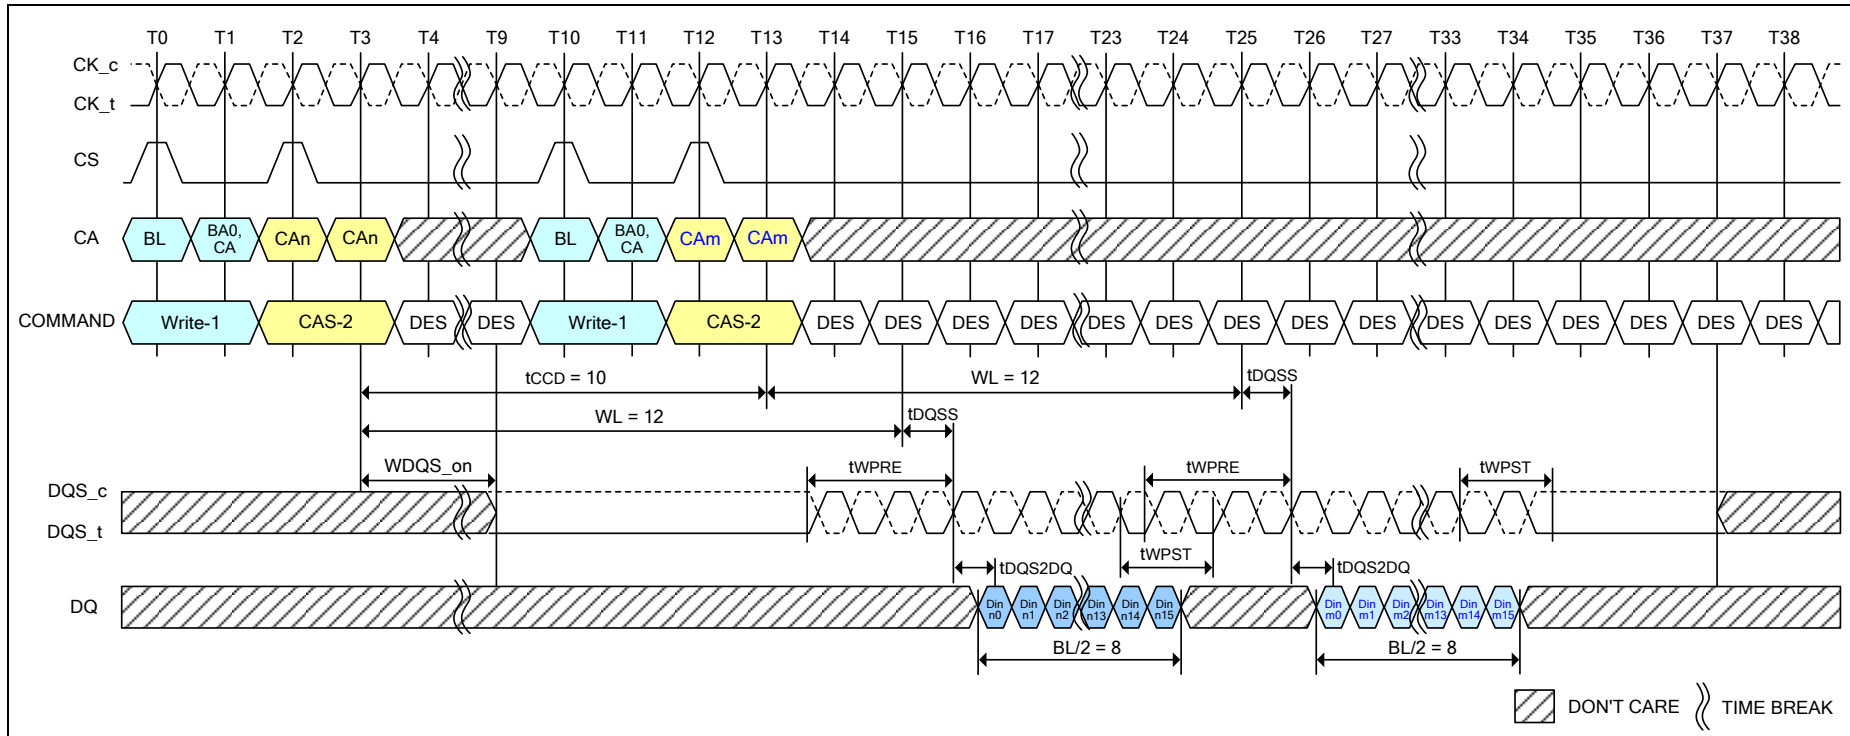 T0 T1 T2 T3 T4 T9 T10 T11 T12 T13 T14 T15 T16 T17 T23 T24 T25 T26 T27 T33 T34 T35 T36 T37 T38
CK_c
CK_t
CS
CA BL BA0, CA CAn CAn BL BA0, CA CAm CAm
COMMAND Write-1 CAS-2 DES DES Write-1 CAS-2 DES DES DES DES DES DES DES DES DES DES DES DES DES DES DES
tCCD = 10 WL = 12 tDQSS
WL = 12 tDQSS
WDQS_on tWPRE tWPRE tWPST
DQS_c
DQS_t
tWPST
tDQS2DQ tDQS2DQ
DQ Din n0 Din n1 Din n2 Din n13 Din n14 Din n15 Din m0 Din m1 Din m2 Din m13 Din m14 Din m15
BL/2 = 8 BL/2 = 8
DON'T CARE TIME BREAK